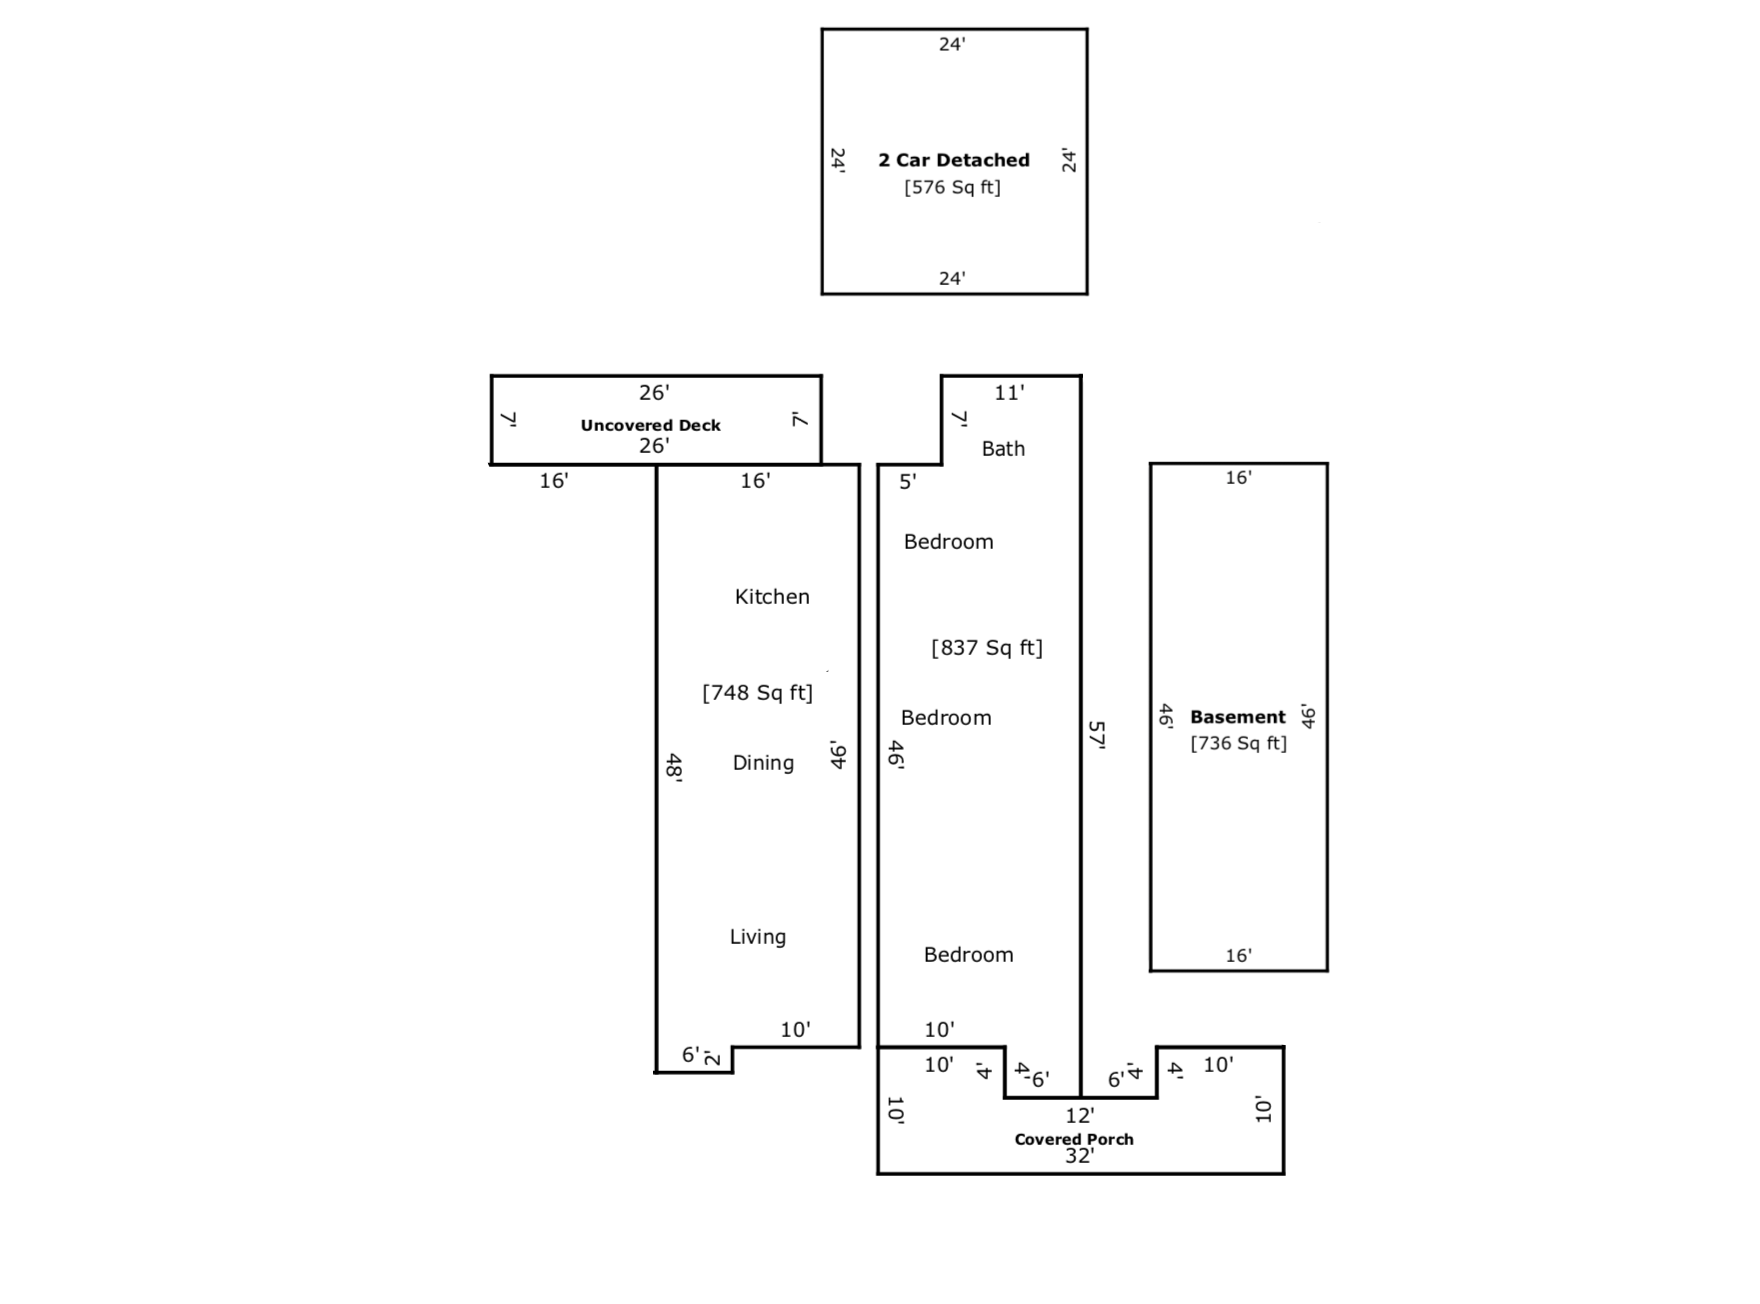 24'
24'
2 Car Detached
24'
[576 Sq ft]
24'
26'
7'
Uncovered Deck
7'
26'
16'
16'
11'
7'
Bath
5'
Bedroom
Kitchen
[837 Sq ft]
[748 Sq ft]
Bedroom
48'
Dining
46'
46'
57'
Living
Bedroom
16'
46'
Basement
46'
[736 Sq ft]
16'
10'
6'
2'
10'
10'
4'
4'
6'
6'
4'
4'
10'
10'
12'
10'
Covered Porch
32'